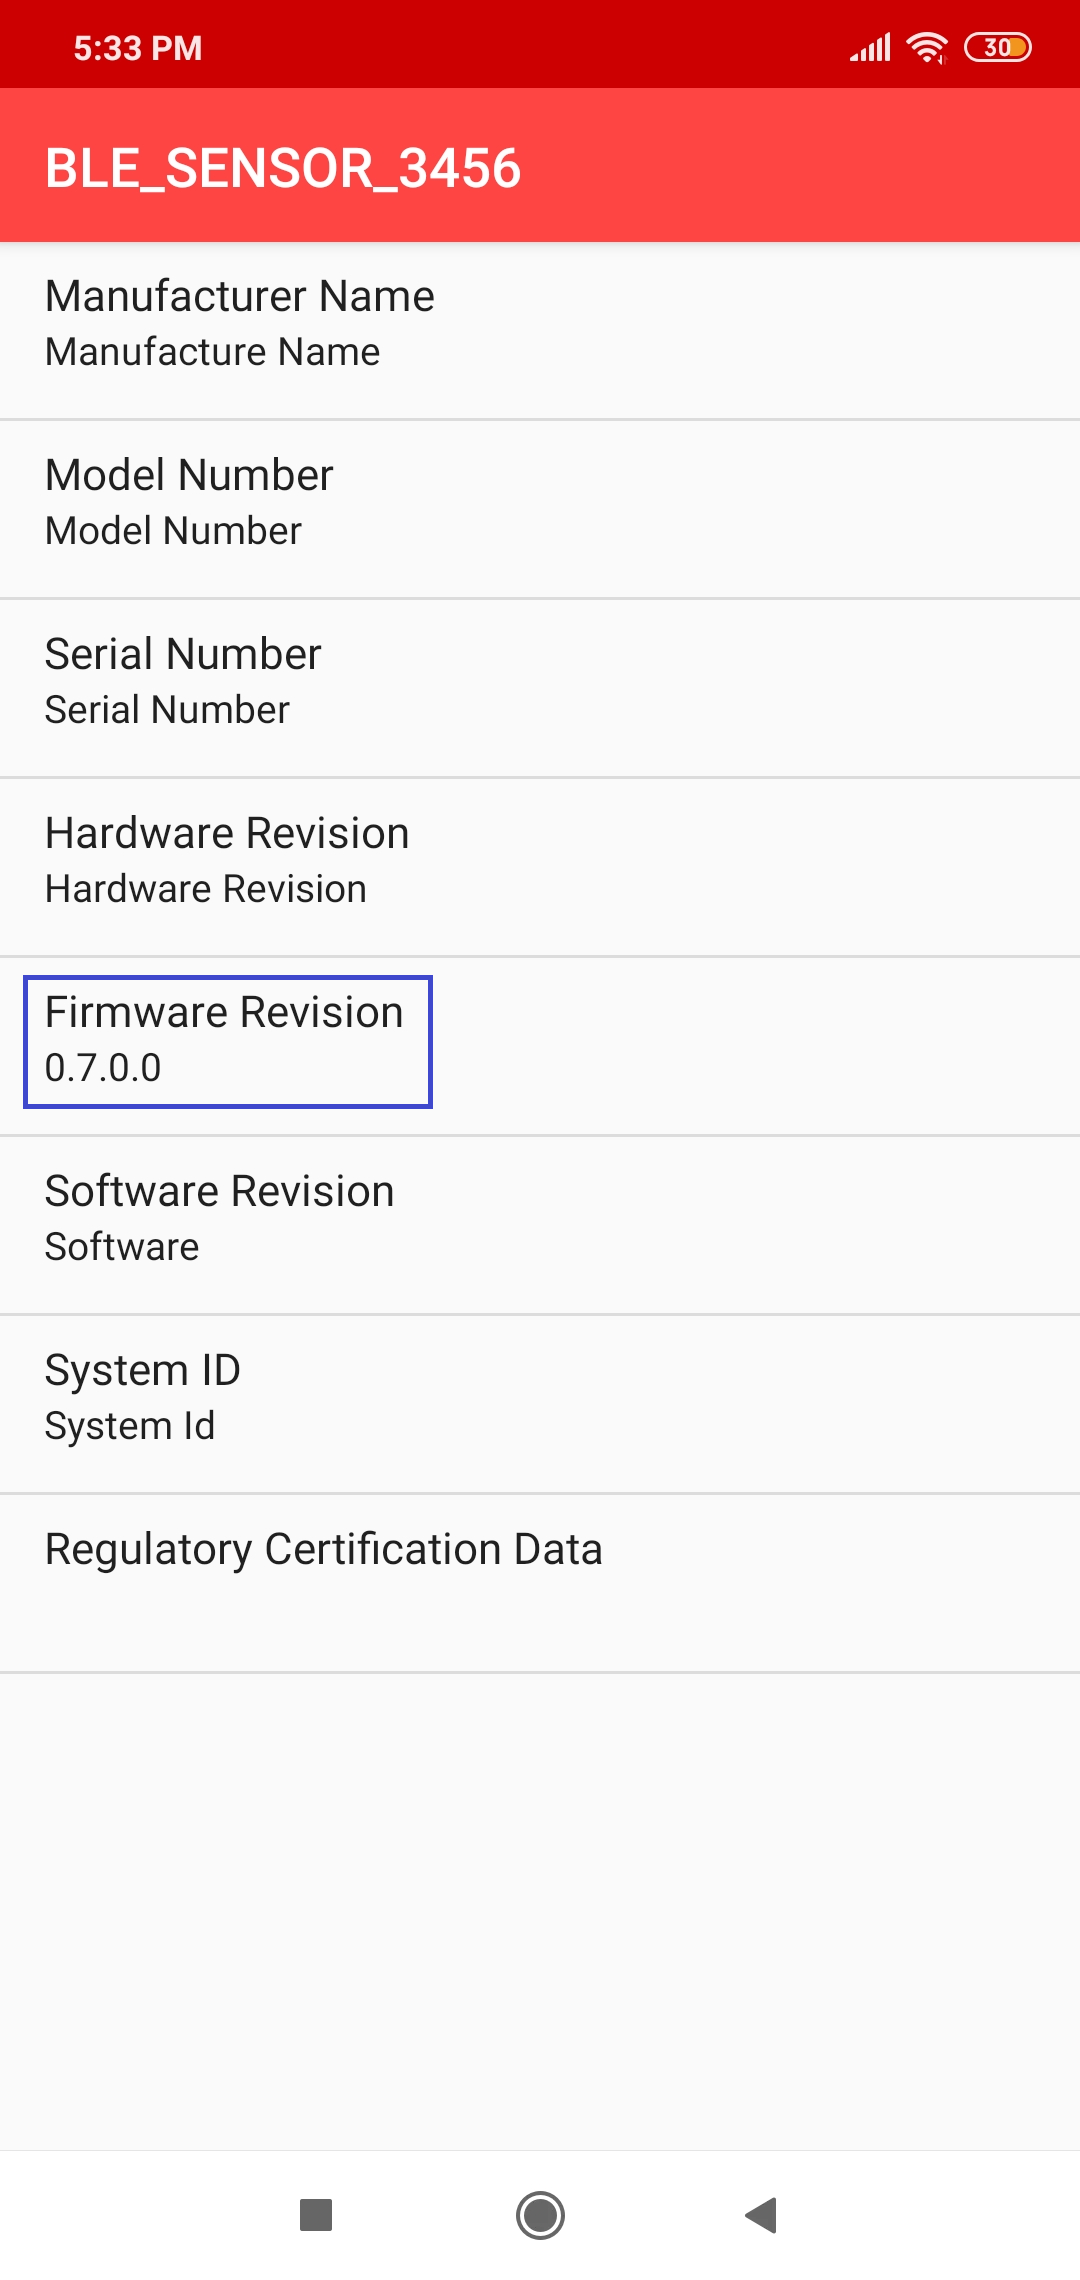 5:33 PM
30
BLE_SENSOR_3456
Manufacturer Name
Manufacture Name
Model Number
Model Number
Serial Number
Serial Number
Hardware Revision
Hardware Revision
Firmware Revision
0.7.0.0
Software Revision
Software
System ID
System Id
Regulatory Certification Data